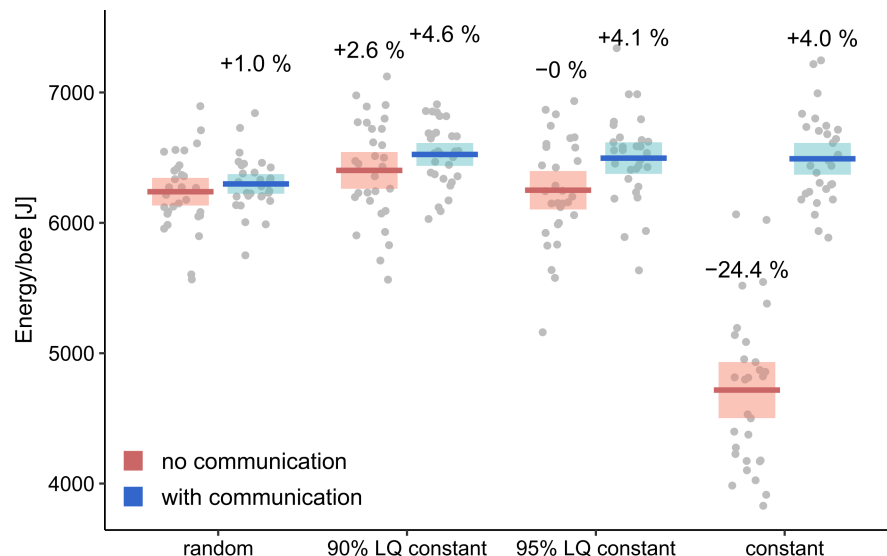 +1.0 %
+2.6 %
+4.6 %
−0 %
+4.1 %
−24.4 %
+4.0 %
Energy/bee [J]
7000
6000
5000
4000
no communication
with communication
random
90% LQ constant
95% LQ constant
constant